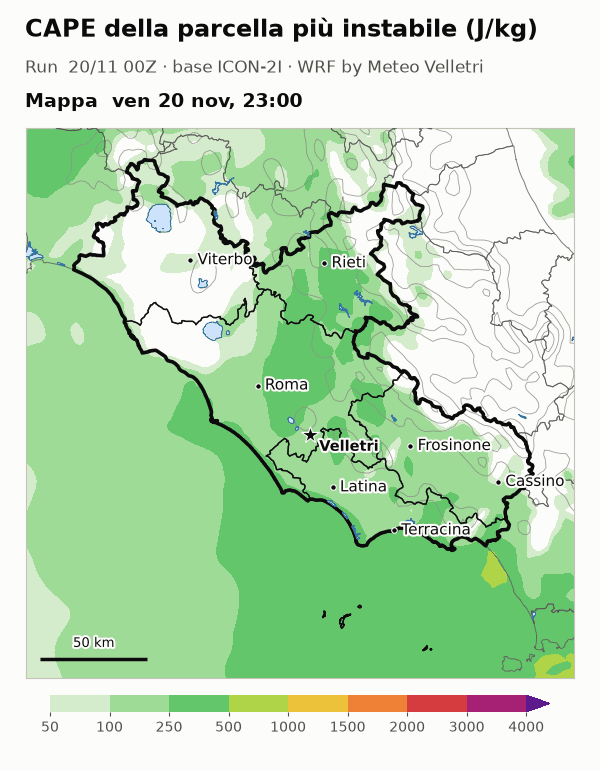 CAPE della parcella più instabile (J/kg)
Run  20/11 00Z · base ICON-2I · WRF by Meteo Velletri
Mappa  ven 20 nov, 23:00
Viterbo
Rieti
Roma
Velletri
Frosinone
Cassino
Latina
Terracina
50 km
50 100 250 500 1000 1500 2000 3000 4000